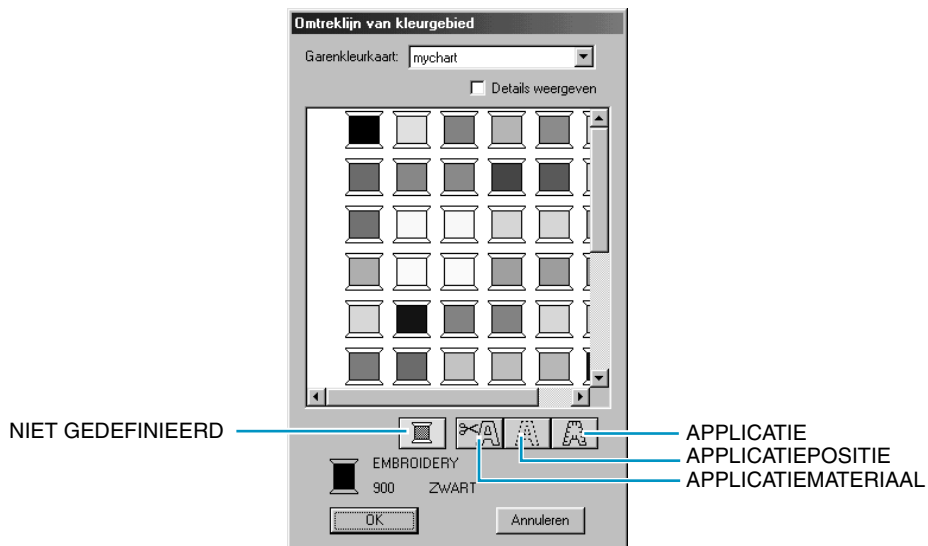 Omtreklijn van kleurgebied
Garenkleurkaart: mychart
Details weergeven
NIET GEDEFINIEERD
APPLICATIE
APPLICATIEPOSITIE
APPLICATIEMATERIAAL
EMBROIDERY
900 ZWART
OK Annuleren